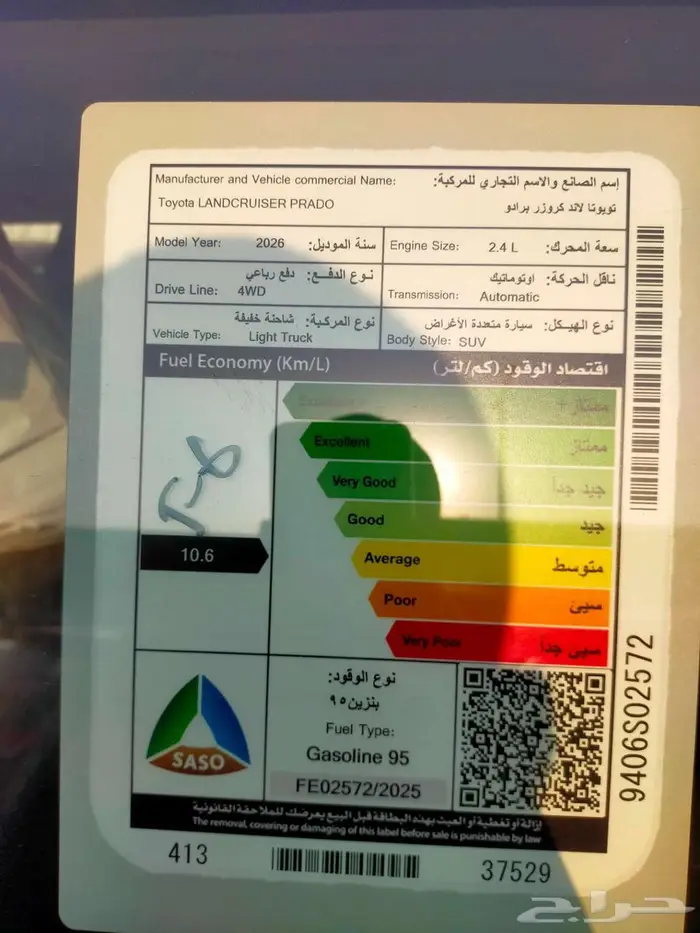 Manufacturer and Vehicle commercial Name: إسم الصانع والاسم التجاري للمركبة:
Toyota LANDCRUISER PRADO تويوتا لاند كروزر برادو
Model Year: 2026 سنة الموديل: Engine Size: 2.4 L سعة المحرك:
نوع الدفع: دفع رباعي ناقل الحركة: اوتوماتيك
Drive Line: 4WD Transmission: Automatic
نوع المركبة: شاحنة خفيفة نوع الهيكل: سيارة متعددة الأغراض
Vehicle Type: Light Truck Body Style: SUV
Fuel Economy (Km/L) اقتصاد الوقود (كم/لتر)
Excellent + ممتاز +
Excellent ممتاز
Very Good جيد جداً
Good جيد
10.6
Average متوسط
Poor سيئ
Very Poor سيئ جداً
SASO
نوع الوقود:
بنزين ٩٥
Fuel Type:
Gasoline 95
FE02572/2025
إزالة أو تغطية أو العبث بهذه البطاقة قبل البيع يعرضك للملاحقة القانونية
The removal, covering or damaging of this label before sale is punishable by law
413 37529
9406S02572
حراج